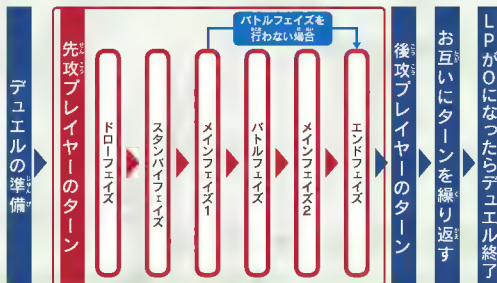 デュエルの準備
先攻プレイヤーのターン
ドローフェイズ
スタンバイフェイズ
メインフェイズ1
バトルフェイズ
メインフェイズ2
エンドフェイズ
バトルフェイズを
行わない場合
後攻プレイヤーのターン
お互いにターンを繰り返す
LPが0になったらデュエル終了